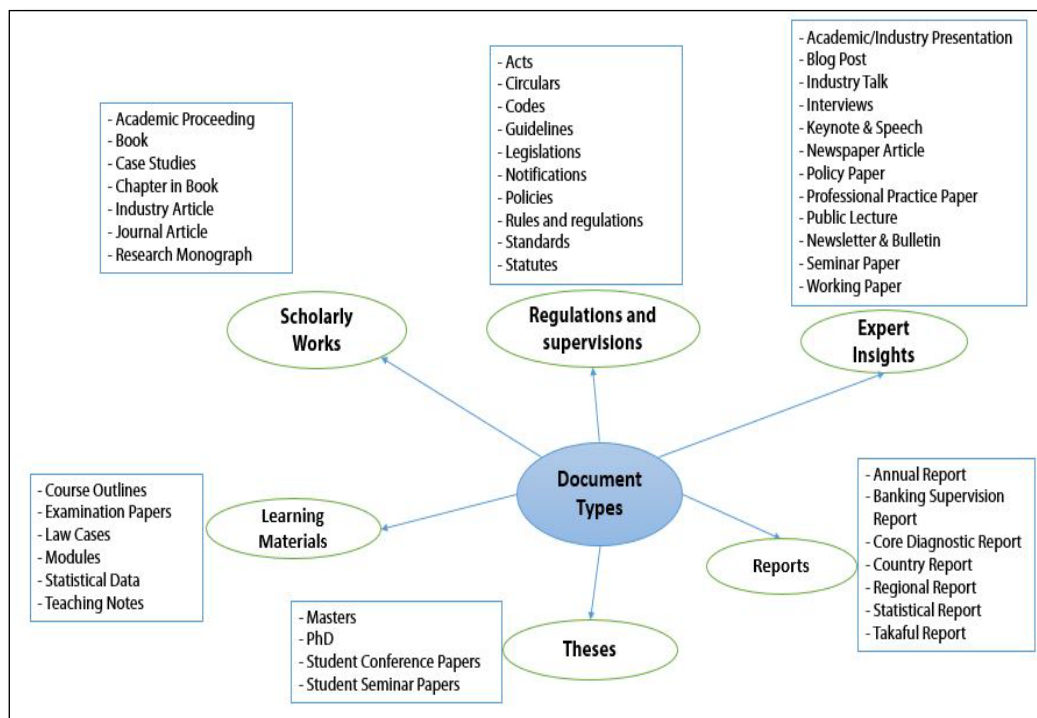 - Academic Proceeding
- Book
- Case Studies
- Chapter in Book
- Industry Article
- Journal Article
- Research Monograph
Scholarly
Works
- Acts
- Circulars
- Codes
- Guidelines
- Legislations
- Notifications
- Policies
- Rules and regulations
- Standards
- Statutes
Regulations and
supervisions
- Academic/Industry Presentation
- Blog Post
- Industry Talk
- Interviews
- Keynote & Speech
- Newspaper Article
- Policy Paper
- Professional Practice Paper
- Public Lecture
- Newsletter & Bulletin
- Seminar Paper
- Working Paper
Expert
Insights
Document
Types
- Course Outlines
- Examination Papers
- Law Cases
- Modules
- Statistical Data
- Teaching Notes
Learning
Materials
- Masters
- PhD
- Student Conference Papers
- Student Seminar Papers
Theses
Reports
- Annual Report
- Banking Supervision
Report
- Core Diagnostic Report
- Country Report
- Regional Report
- Statistical Report
- Takaful Report